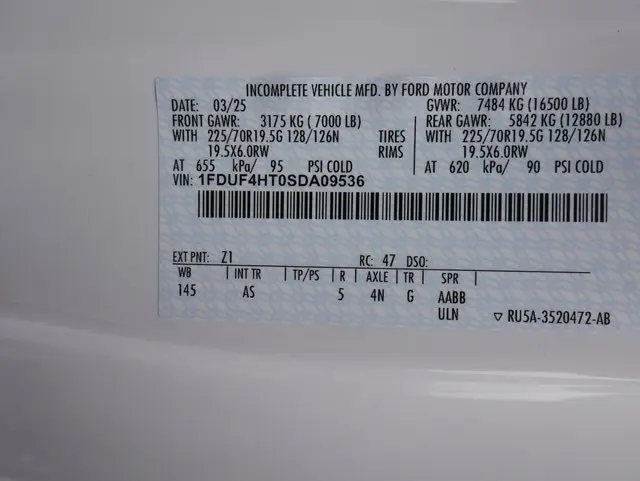 INCOMPLETE VEHICLE MFD. BY FORD MOTOR COMPANY
DATE: 03/25 GVWR: 7484 KG (16500 LB)
FRONT GAWR: 3175 KG ( 7000 LB) REAR GAWR: 5842 KG (12880 LB)
WITH 225/70R19.5G 128/126N TIRES WITH 225/70R19.5G 128/126N
19.5X6.0RW RIMS 19.5X6.0RW
AT 655 kPa/ 95 PSI COLD AT 620 kPa/ 90 PSI COLD
VIN: 1FDUF4HT0SDA09536
EXT PNT: Z1 RC: 47 DSO:
WB INT TR TP/PS R AXLE TR SPR
145 AS 5 4N G AABB
ULN ▽ RU5A-3520472-AB